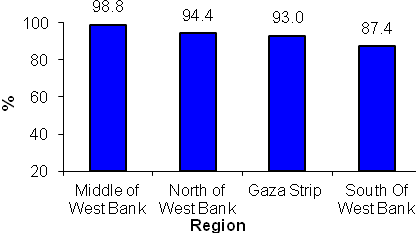 98.8
94.4
93.0
87.4
100
80
60
40
20
%
Middle of
West Bank
North of
West Bank
Gaza Strip
South Of
West Bank
Region